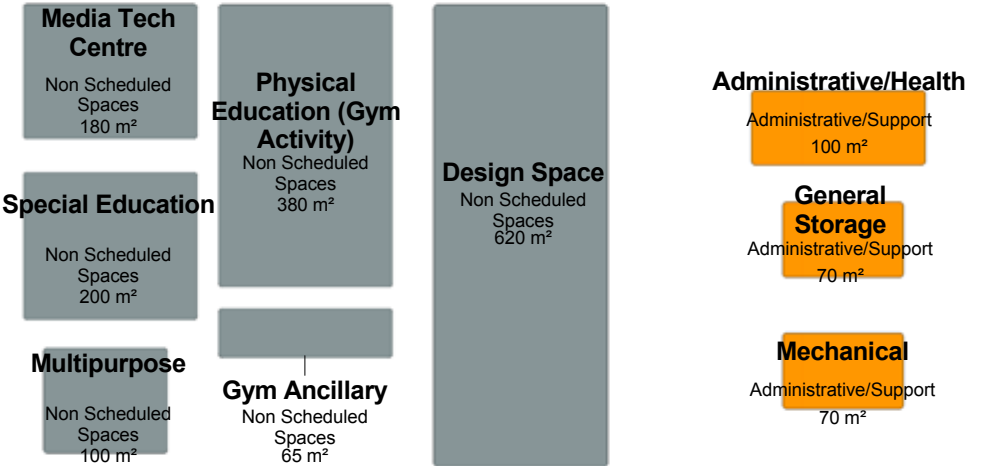 Media Tech
Centre
Non Scheduled
Spaces
180 m²
Special Education
Non Scheduled
Spaces
200 m²
Multipurpose
Non Scheduled
Spaces
100 m²
Physical
Education (Gym
Activity)
Non Scheduled
Spaces
380 m²
Gym Ancillary
Non Scheduled
Spaces
65 m²
Design Space
Non Scheduled
Spaces
620 m²
Administrative/Health
Administrative/Support
100 m²
General
Storage
Administrative/Support
70 m²
Mechanical
Administrative/Support
70 m²